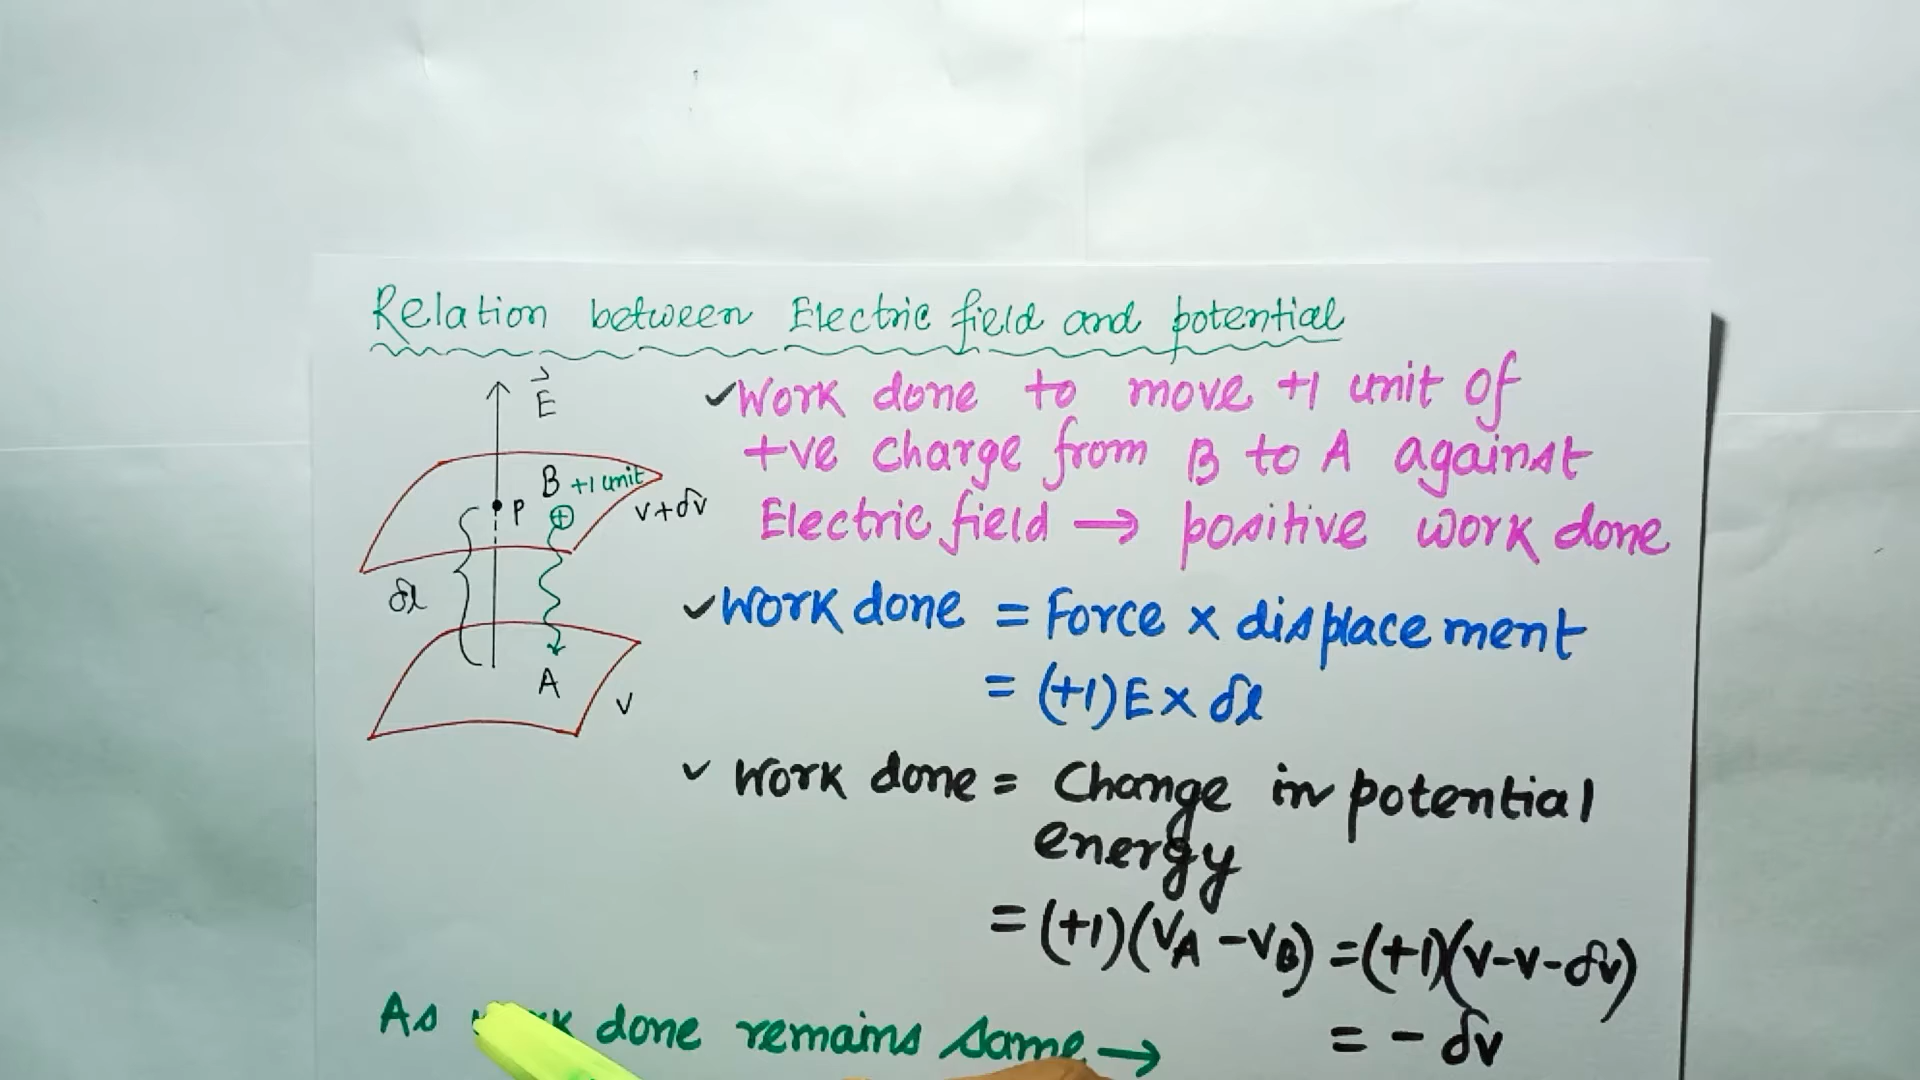 Relation between Electric field and potential
E
B +1 unit
P
V+δV
δl
A
V
✓Work done to move +1 unit of
+ve charge from B to A against
Electric field → positive work done
✓Work done = Force × displacement
= (+1)E × δl
✓ Work done = Change in potential
energy
= (+1)(VA - VB) = (+1)(V-V-δV)
= - δV
As done remains same →